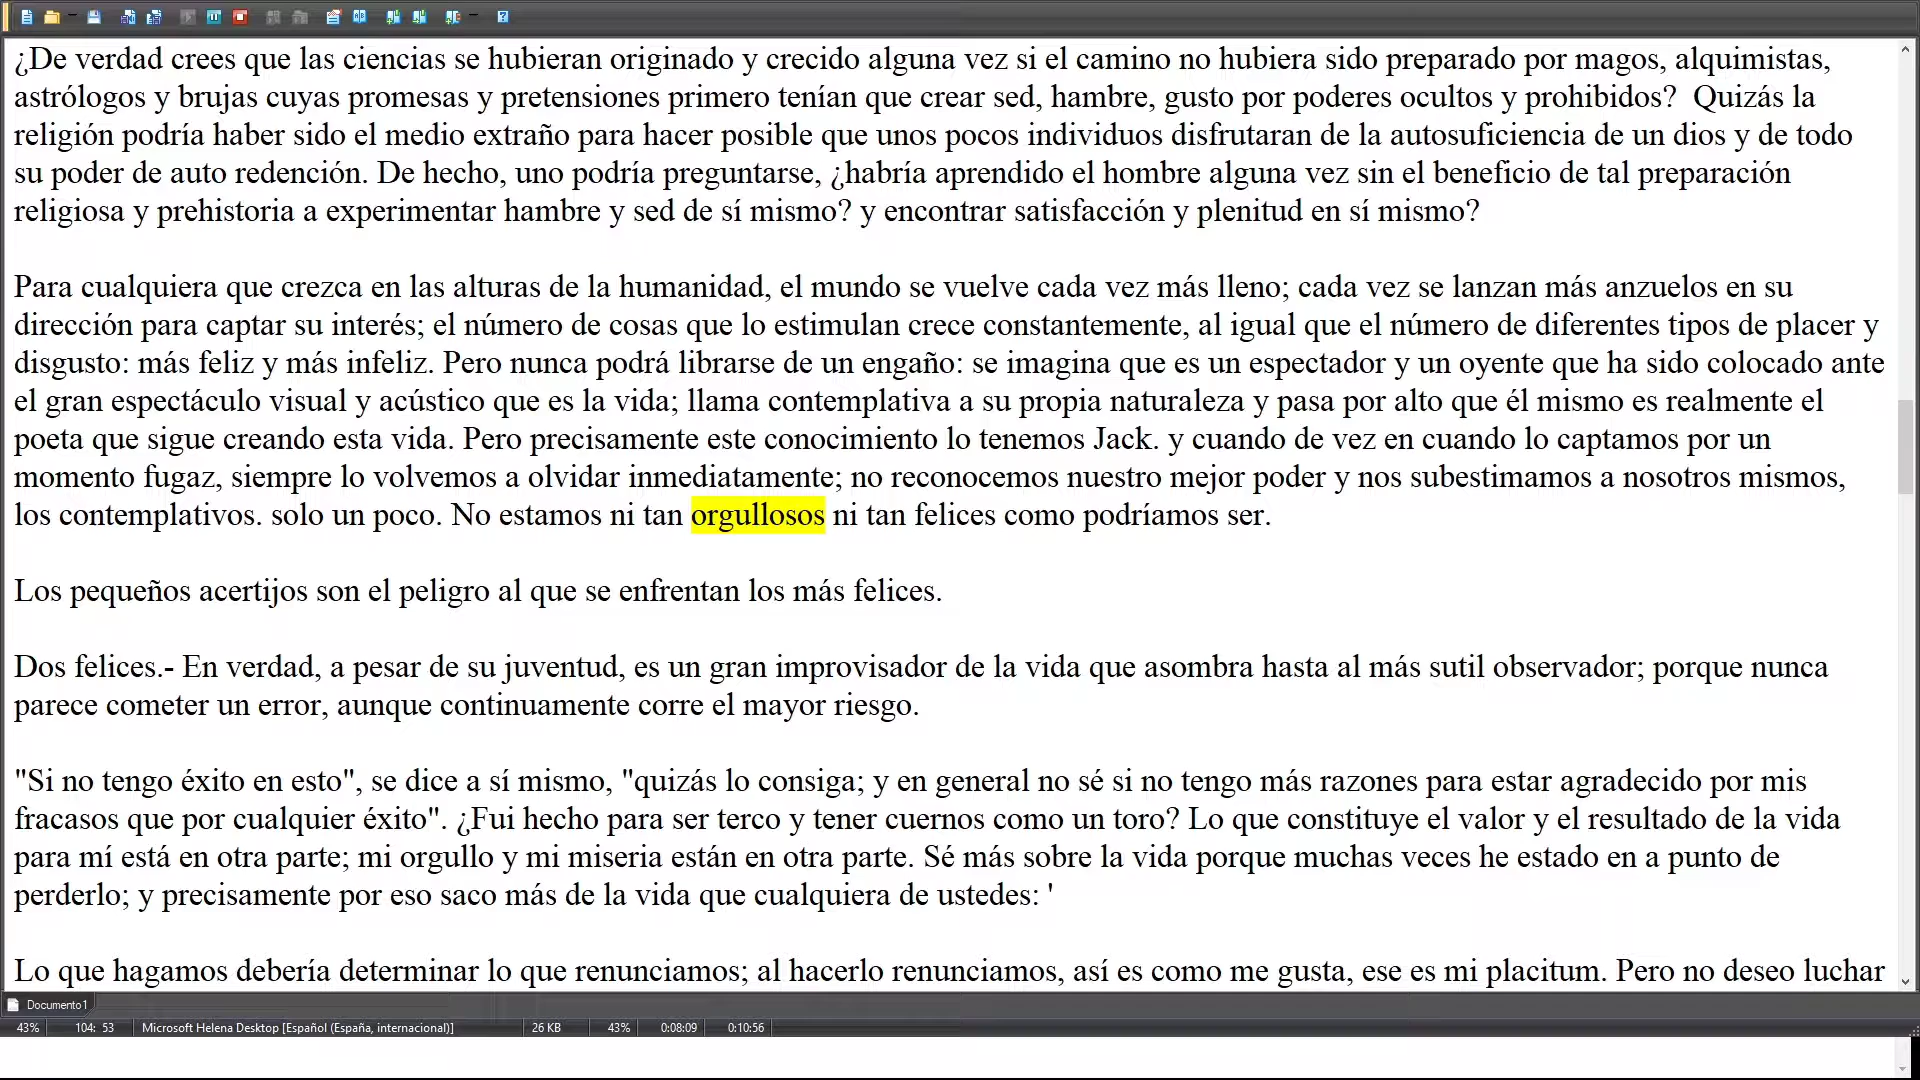 ¿De verdad crees que las ciencias se hubieran originado y crecido alguna vez si el camino no hubiera sido preparado por magos, alquimistas,
astrólogos y brujas cuyas promesas y pretensiones primero tenían que crear sed, hambre, gusto por poderes ocultos y prohibidos?  Quizás la
religión podría haber sido el medio extraño para hacer posible que unos pocos individuos disfrutaran de la autosuficiencia de un dios y de todo
su poder de auto redención. De hecho, uno podría preguntarse, ¿habría aprendido el hombre alguna vez sin el beneficio de tal preparación
religiosa y prehistoria a experimentar hambre y sed de sí mismo? y encontrar satisfacción y plenitud en sí mismo?
Para cualquiera que crezca en las alturas de la humanidad, el mundo se vuelve cada vez más lleno; cada vez se lanzan más anzuelos en su
dirección para captar su interés; el número de cosas que lo estimulan crece constantemente, al igual que el número de diferentes tipos de placer y
disgusto: más feliz y más infeliz. Pero nunca podrá librarse de un engaño: se imagina que es un espectador y un oyente que ha sido colocado ante
el gran espectáculo visual y acústico que es la vida; llama contemplativa a su propia naturaleza y pasa por alto que él mismo es realmente el
poeta que sigue creando esta vida. Pero precisamente este conocimiento lo tenemos Jack. y cuando de vez en cuando lo captamos por un
momento fugaz, siempre lo volvemos a olvidar inmediatamente; no reconocemos nuestro mejor poder y nos subestimamos a nosotros mismos,
los contemplativos. solo un poco. No estamos ni tan orgullosos ni tan felices como podríamos ser.
Los pequeños acertijos son el peligro al que se enfrentan los más felices.
Dos felices.- En verdad, a pesar de su juventud, es un gran improvisador de la vida que asombra hasta al más sutil observador; porque nunca
parece cometer un error, aunque continuamente corre el mayor riesgo.
"Si no tengo éxito en esto", se dice a sí mismo, "quizás lo consiga; y en general no sé si no tengo más razones para estar agradecido por mis
fracasos que por cualquier éxito". ¿Fui hecho para ser terco y tener cuernos como un toro? Lo que constituye el valor y el resultado de la vida
para mí está en otra parte; mi orgullo y mi miseria están en otra parte. Sé más sobre la vida porque muchas veces he estado en a punto de
perderlo; y precisamente por eso saco más de la vida que cualquiera de ustedes: '
Lo que hagamos debería determinar lo que renunciamos; al hacerlo renunciamos, así es como me gusta, ese es mi placitum. Pero no deseo luchar
Documento1
43% 104: 53 Microsoft Helena Desktop [Español (España, internacional)] 26 KB 43% 0:08:09 0:10:56